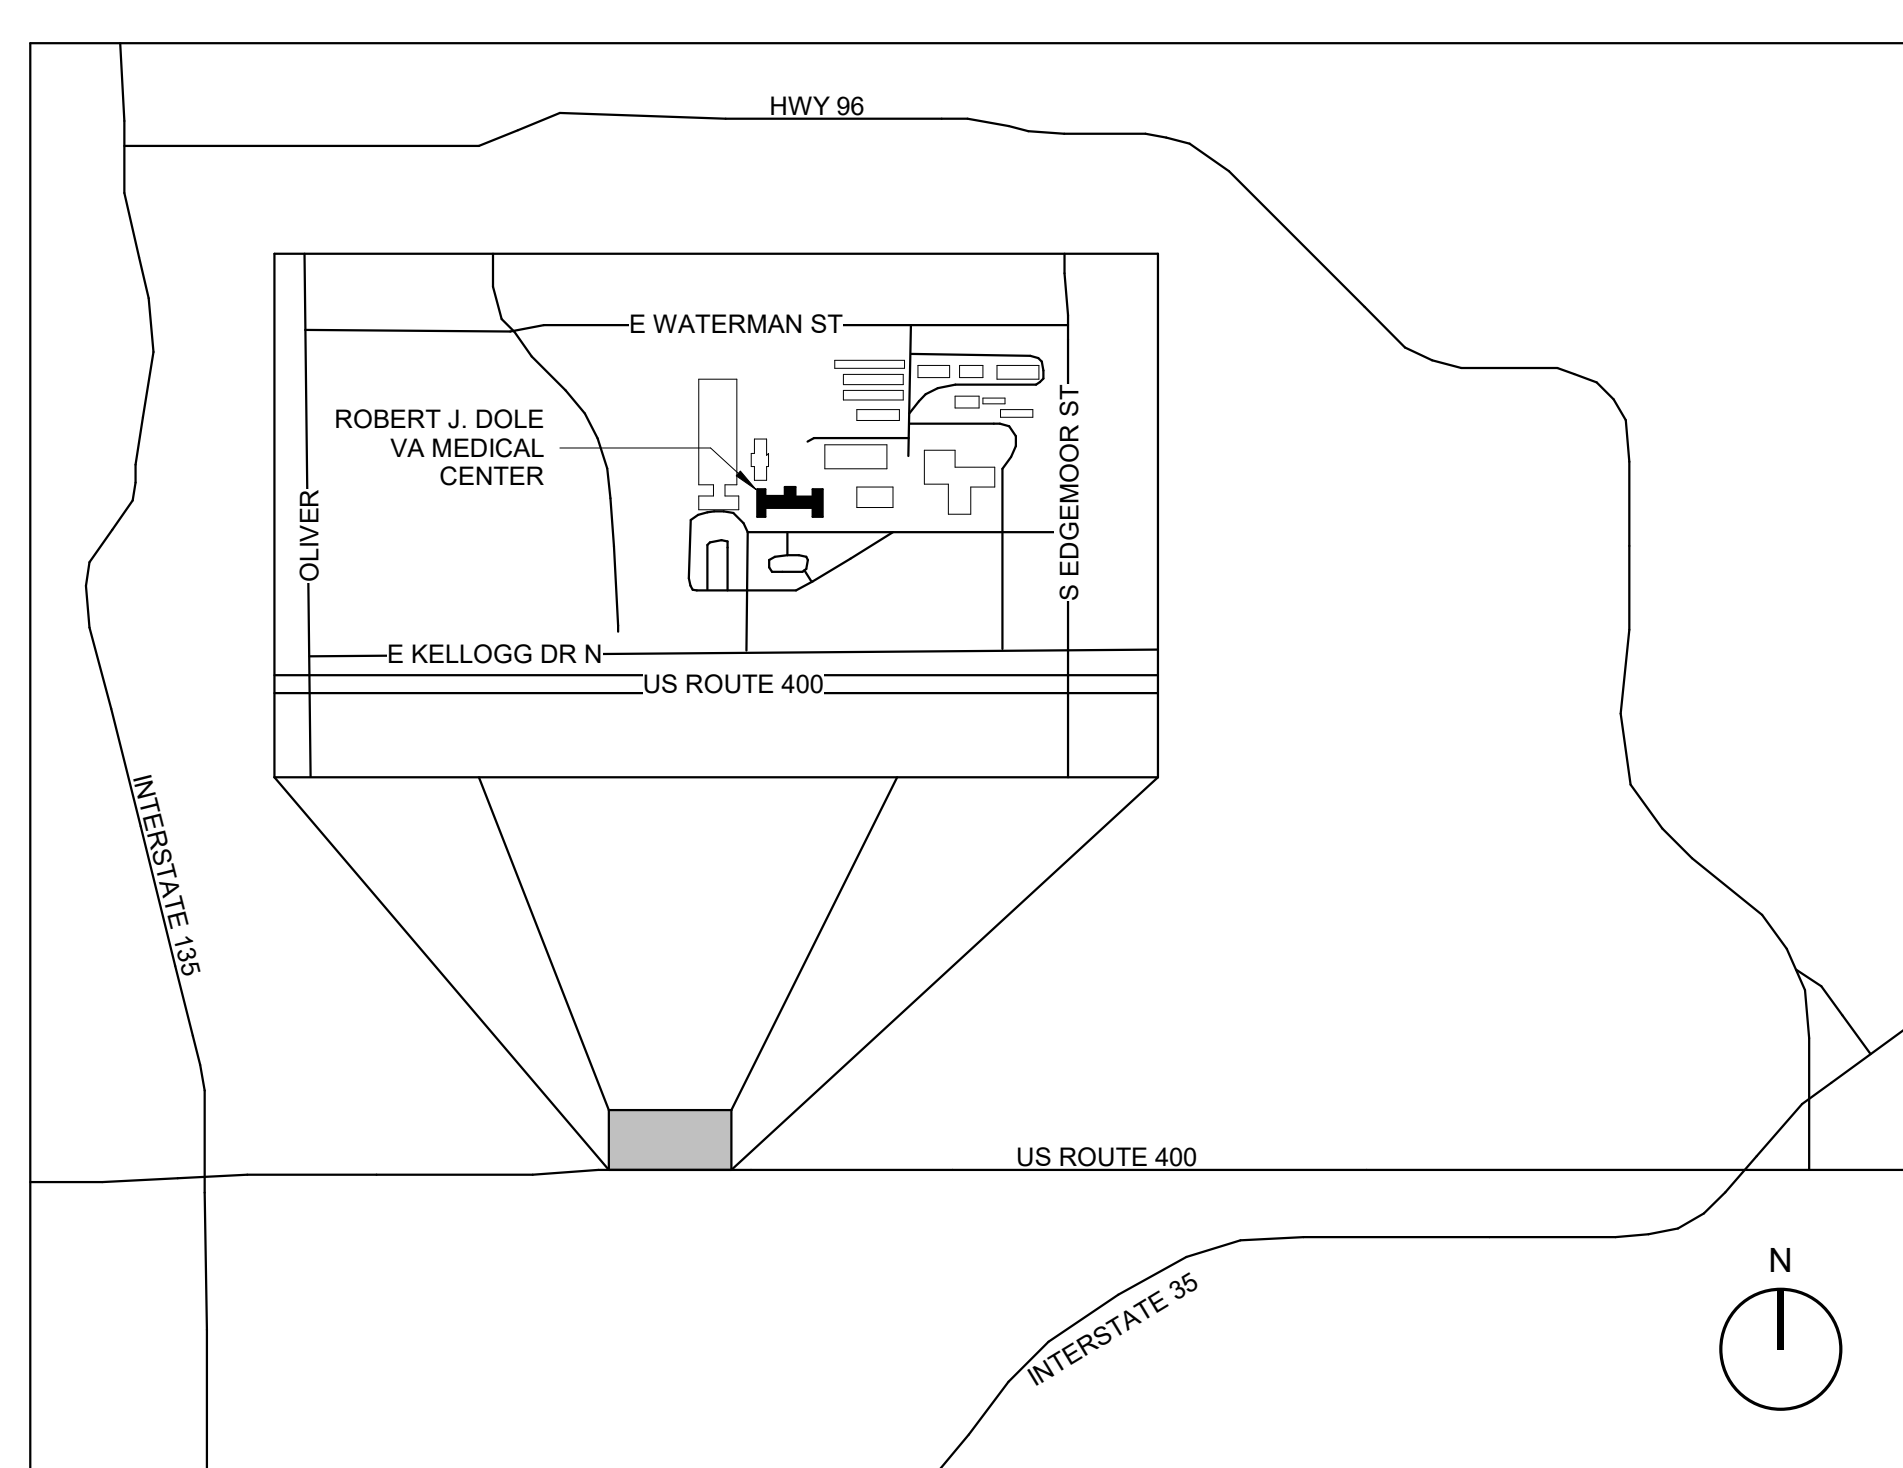 HWY 96
E WATERMAN ST
ROBERT J. DOLE
VA MEDICAL
CENTER
OLIVER
S EDGEMOOR ST
E KELLOGG DR N
US ROUTE 400
INTERSTATE 135
US ROUTE 400
INTERSTATE 35
N